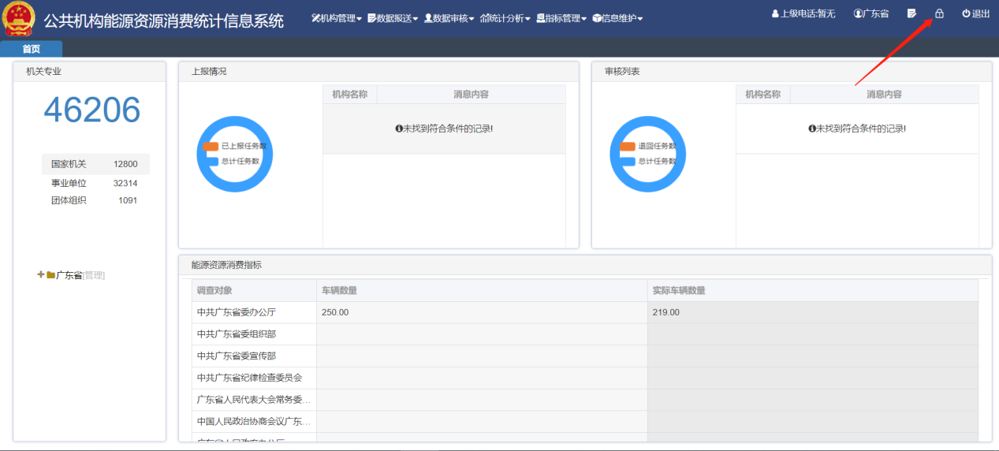 公共机构能源资源消费统计信息系统
机构管理 数据报送 数据审核 统计分析 指标管理 信息维护
上级电话:暂无 广东省 退出
首页
机关专业
46206
国家机关 12800
事业单位 32314
团体组织 1091
广东省[管理]
上报情况
已上报任务数
总计任务数
机构名称 消息内容
未找到符合条件的记录!
审核列表
退回任务数
总计任务数
机构名称 消息内容
未找到符合条件的记录!
能源资源消费指标
调查对象 车辆数量 实际车辆数量
中共广东省委办公厅 250.00 219.00
中共广东省委组织部
中共广东省委宣传部
中共广东省纪律检查委员会
广东省人民代表大会常务委...
中国人民政治协商会议广东...